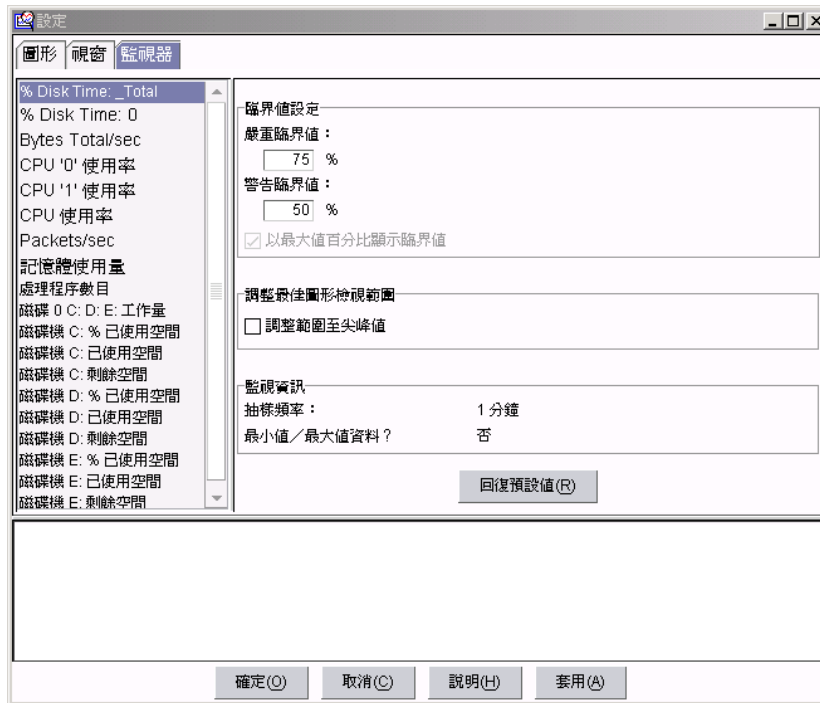 設定
圖形 視窗 監視器
% Disk Time: _Total
% Disk Time: 0
Bytes Total/sec
CPU '0' 使用率
CPU '1' 使用率
CPU 使用率
Packets/sec
記憶體使用量
處理程序數目
磁碟 0 C: D: E: 工作量
磁碟機 C: % 已使用空間
磁碟機 C: 已使用空間
磁碟機 C: 剩餘空間
磁碟機 D: % 已使用空間
磁碟機 D: 已使用空間
磁碟機 D: 剩餘空間
磁碟機 E: % 已使用空間
磁碟機 E: 已使用空間
磁碟機 E: 剩餘空間
臨界值設定
嚴重臨界值：
75 %
警告臨界值：
50 %
以最大值百分比顯示臨界值
調整最佳圖形檢視範圍
調整範圍至尖峰值
監視資訊
抽樣頻率： 1 分鐘
最小值／最大值資料？ 否
回復預設值(R)
確定(O) 取消(C) 說明(H) 套用(A)